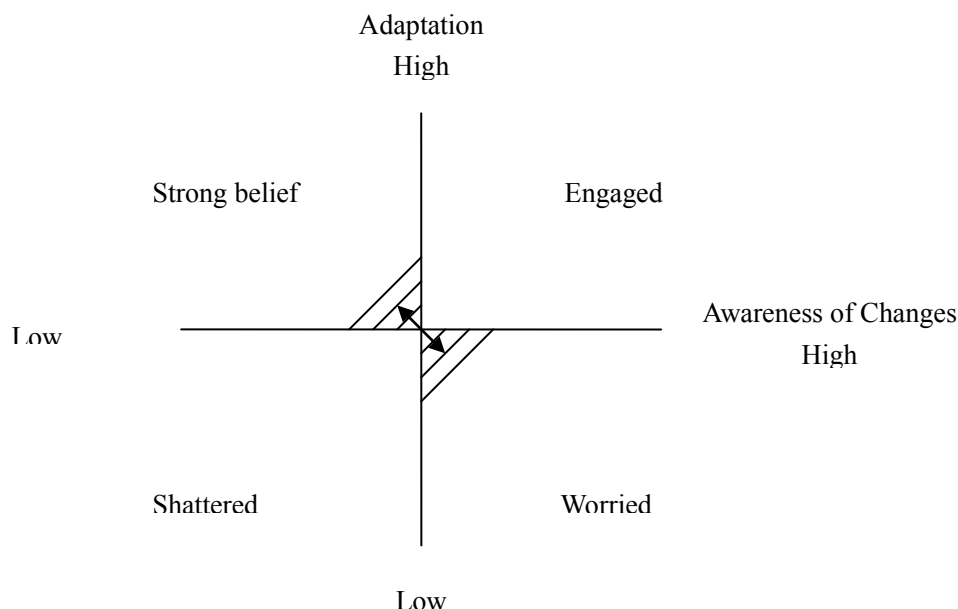 Adaptation
High
Strong belief
Engaged
Low
Awareness of Changes
High
Shattered
Worried
Low